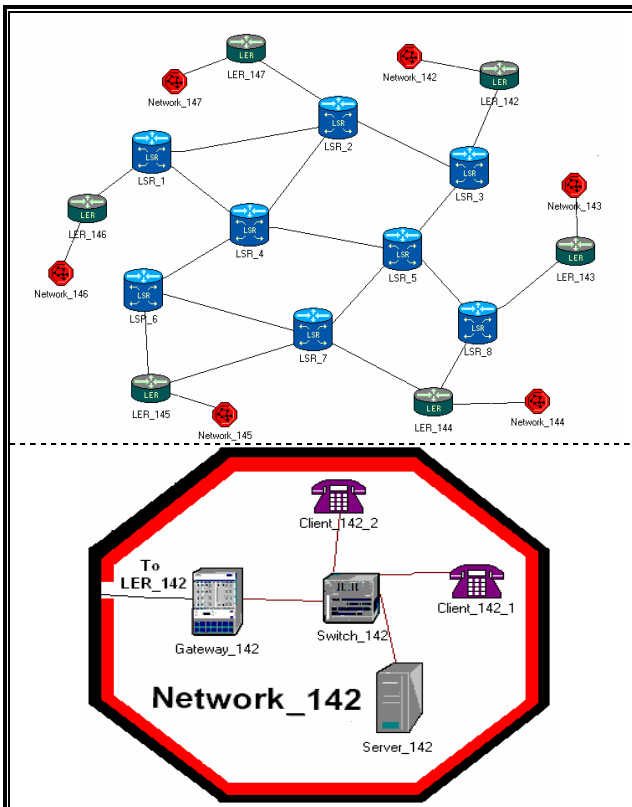 LER
LER_147
Network_147
Network_142
LER
LER_142
LSR
LSR_2
LSR
LSR_1
LSR
LSR_3
Network_143
LER
LER_146
LSR
LSR_4
LSR
LSR_5
LER
LER_143
Network_146
LSR
LSR_6
LSR
LSR_7
LSR
LSR_8
LER
LER_145
Network_145
LER
LER_144
Network_144
Client_142_2
To
LER_142
Client_142_1
Switch_142
Gateway_142
Network_142
Server_142